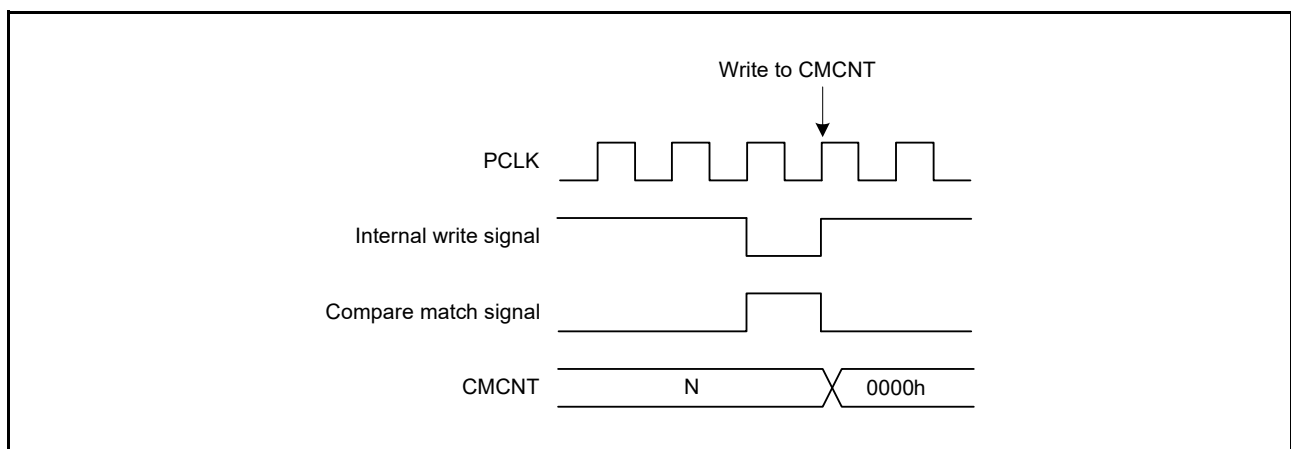 Write to CMCNT
PCLK
Internal write signal
Compare match signal
CMCNT
N
0000h